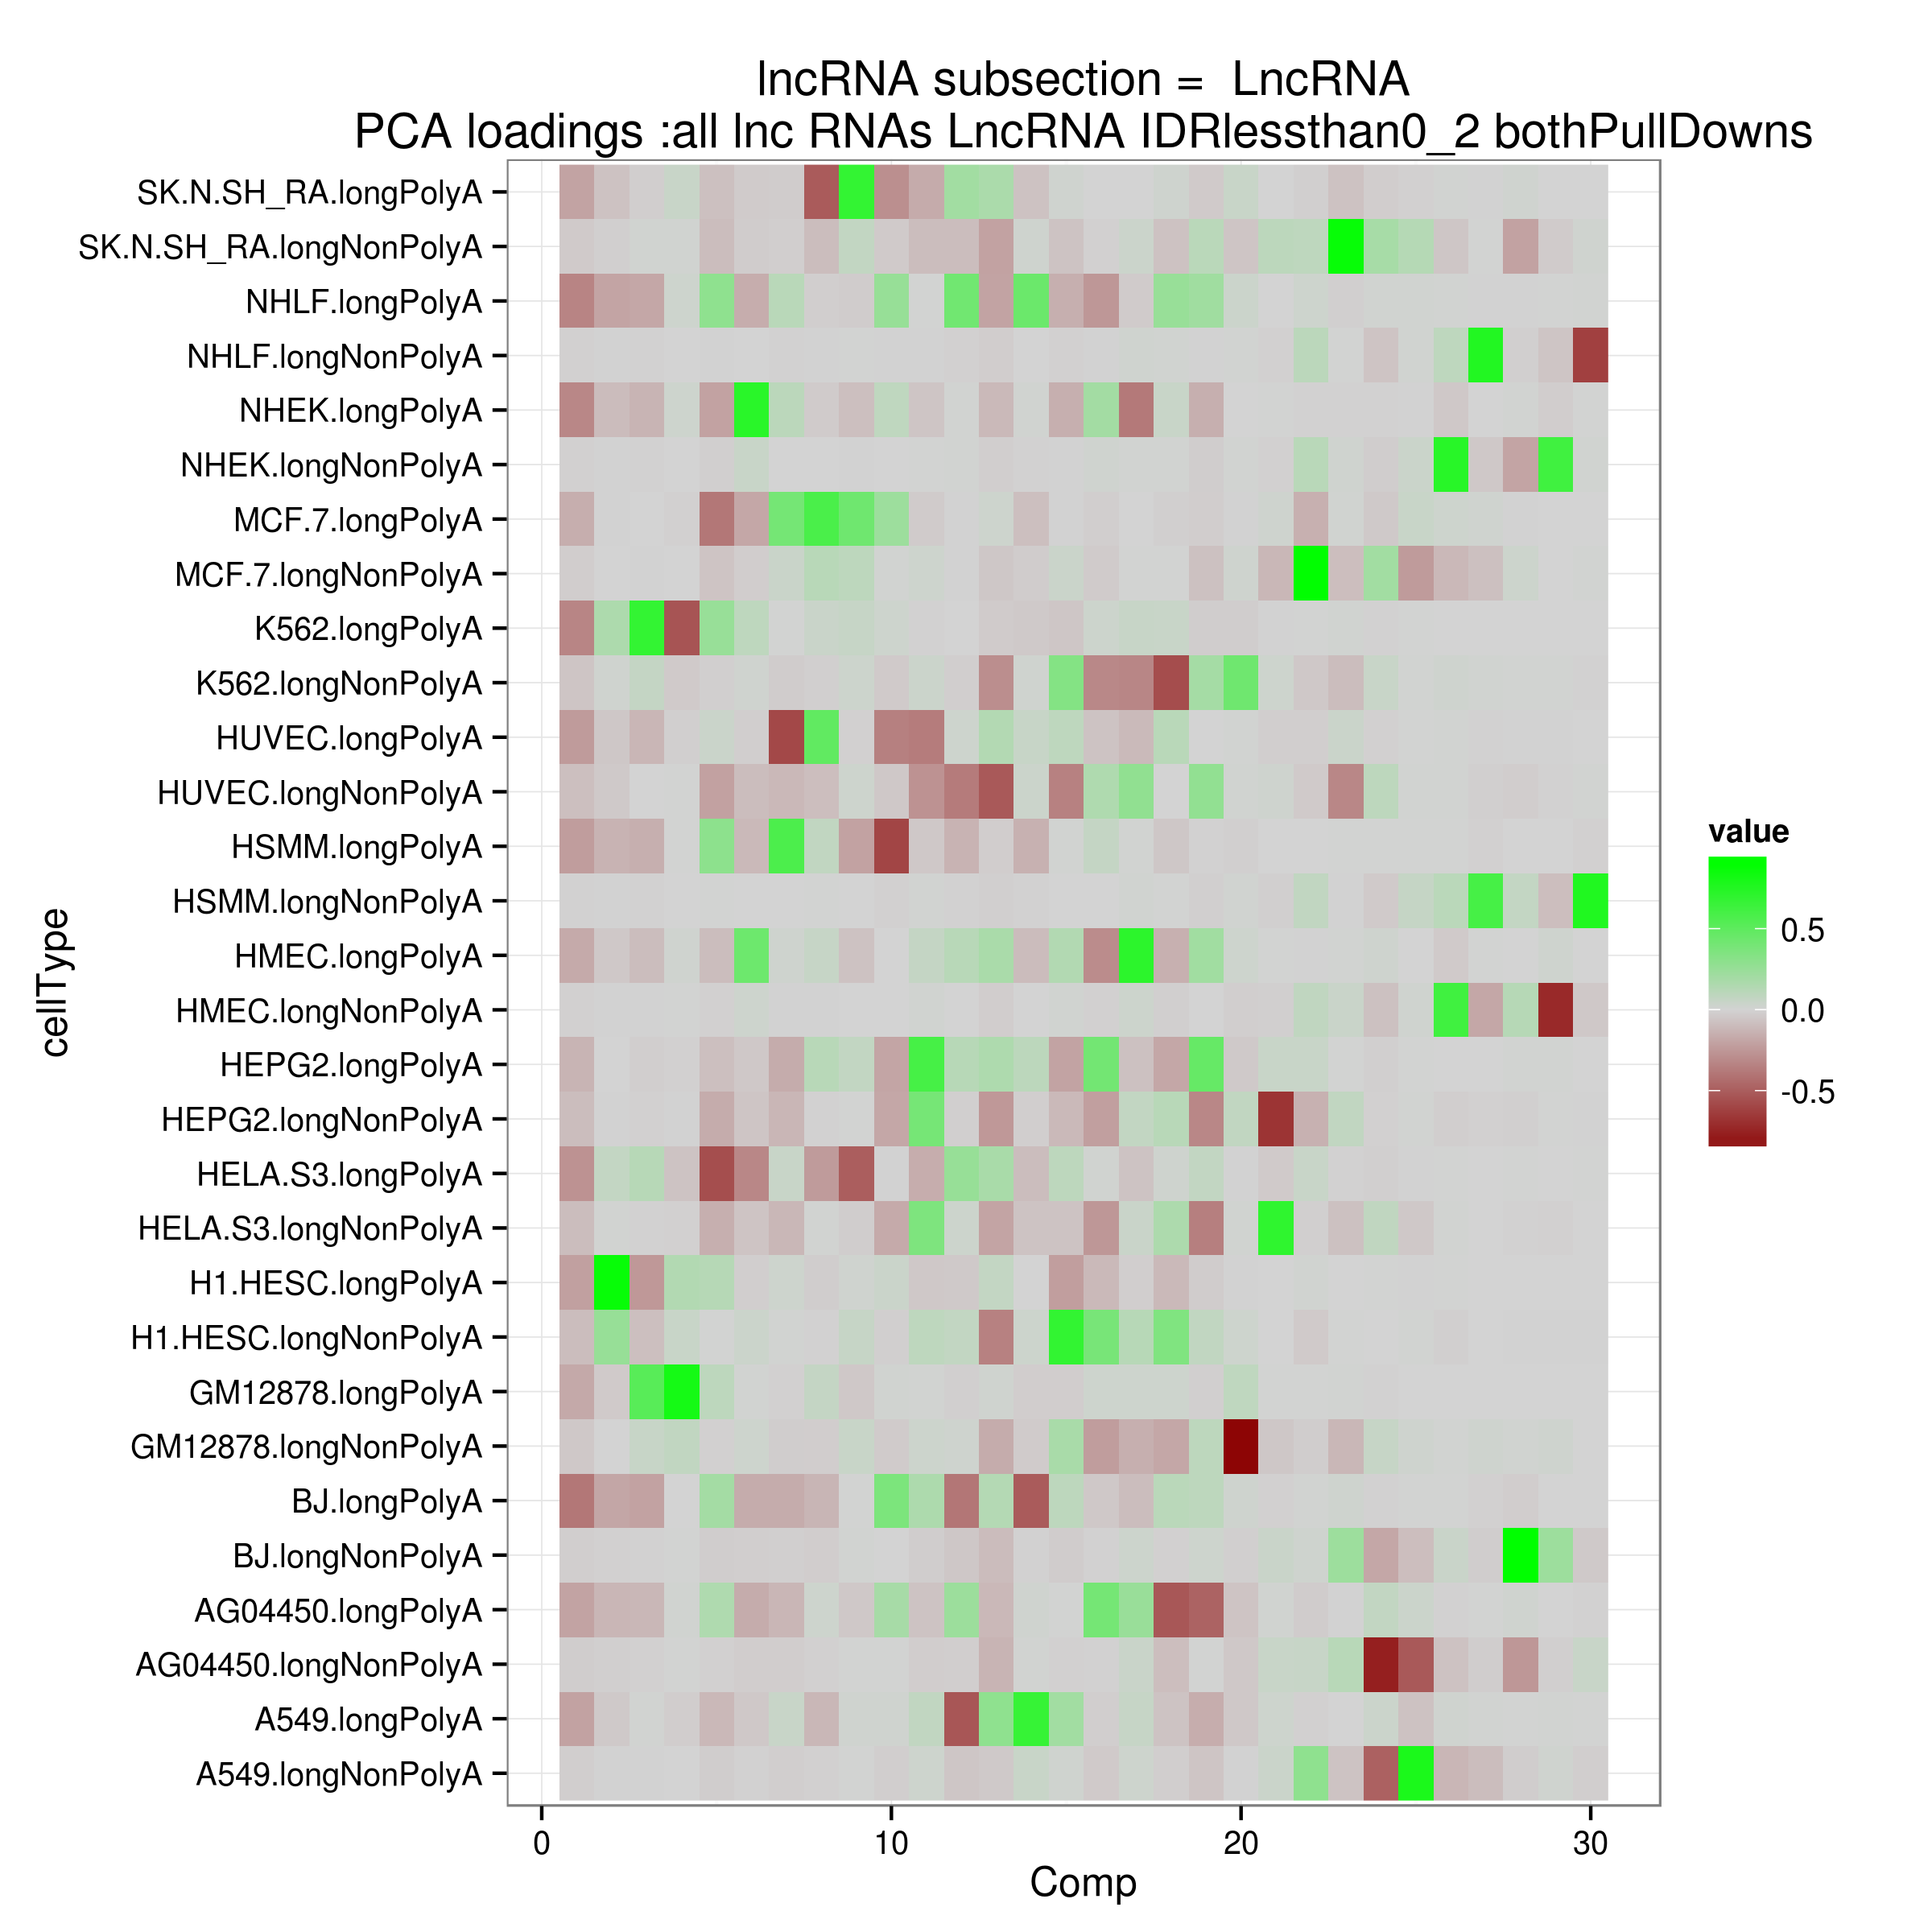 lncRNA subsection =  LncRNA
PCA loadings :all lnc RNAs LncRNA IDRlessthan0_2 bothPullDowns
SK.N.SH_RA.longPolyA
SK.N.SH_RA.longNonPolyA
NHLF.longPolyA
NHLF.longNonPolyA
NHEK.longPolyA
NHEK.longNonPolyA
MCF.7.longPolyA
MCF.7.longNonPolyA
K562.longPolyA
K562.longNonPolyA
HUVEC.longPolyA
HUVEC.longNonPolyA
HSMM.longPolyA
HSMM.longNonPolyA
HMEC.longPolyA
HMEC.longNonPolyA
HEPG2.longPolyA
HEPG2.longNonPolyA
HELA.S3.longPolyA
HELA.S3.longNonPolyA
H1.HESC.longPolyA
H1.HESC.longNonPolyA
GM12878.longPolyA
GM12878.longNonPolyA
BJ.longPolyA
BJ.longNonPolyA
AG04450.longPolyA
AG04450.longNonPolyA
A549.longPolyA
A549.longNonPolyA
cellType
0 10 20 30
Comp
value
0.5
0.0
-0.5